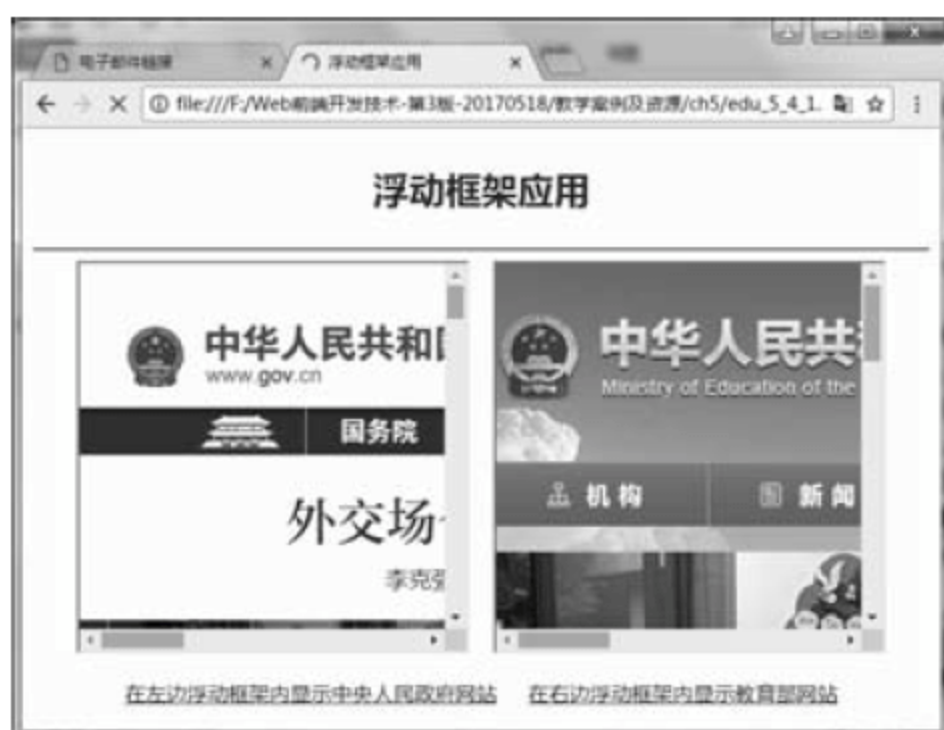 电子邮件链接
浮动框架应用
file:///F:/Web前端开发技术-第3版-20170518/教学案例及资源/ch5/edu_5_4_1.
浮动框架应用
中华人民共和国
www.gov.cn
国务院
外交场
李克强
中华人民共和
Ministry of Education of the
机构
新闻
在左边浮动框架内显示中央人民政府网站
在右边浮动框架内显示教育部网站